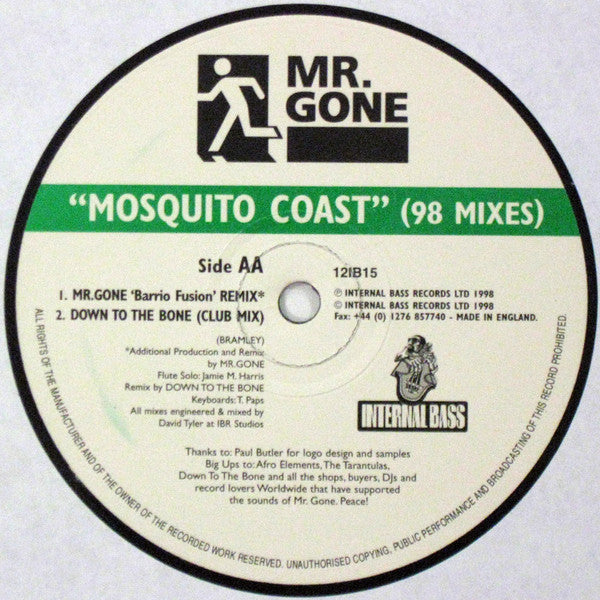 MR.
GONE
“MOSQUITO COAST” (98 MIXES)
Side AA
1. MR.GONE ‘Barrio Fusion’ REMIX*
2. DOWN TO THE BONE (CLUB MIX)
(BRAMLEY)
*Additional Production and Remix
by MR.GONE
Flute Solo: Jamie M. Harris
Remix by DOWN TO THE BONE
Keyboards: T. Paps
All mixes engineered & mixed by
David Tyler at IBR Studios
12IB15
℗ INTERNAL BASS RECORDS LTD 1998
© INTERNAL BASS RECORDS LTD 1998
Fax: +44 (0) 1276 857740 - MADE IN ENGLAND.
INTERNAL BASS
Thanks to: Paul Butler for logo design and samples
Big Ups to: Afro Elements, The Tarantulas,
Down To The Bone and all the shops, buyers, DJs and
record lovers Worldwide that have supported
the sounds of Mr. Gone. Peace!
ALL RIGHTS OF THE MANUFACTURER AND OF THE OWNER OF THE RECORDED WORK RESERVED. UNAUTHORISED COPYING, PUBLIC PERFORMANCE AND BROADCASTING OF THIS RECORD PROHIBITED.